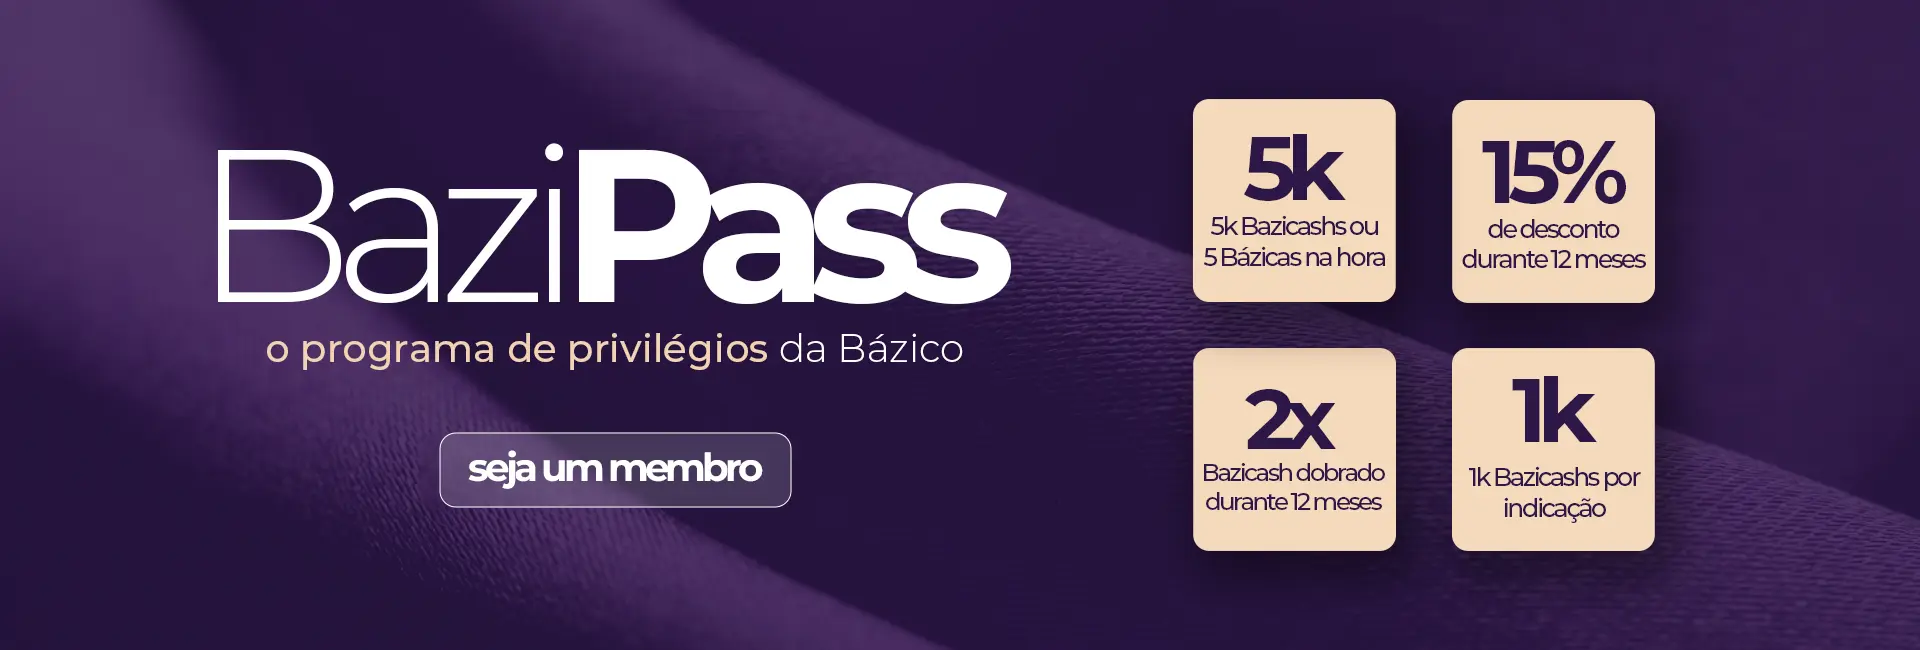 BaziPass
o programa de privilégios da Bázico
seja um membro
5k
5k Bazicashs ou
5 Bázicas na hora
15%
de desconto
durante 12 meses
2x
Bazicash dobrado
durante 12 meses
1k
1k Bazicashs por
indicação